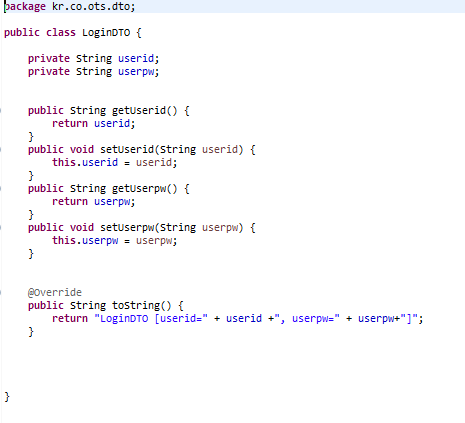 package kr.co.ots.dto;
public class LoginDTO {
private String userid;
private String userpw;
public String getUserid() {
return userid;
}
public void setUserid(String userid) {
this.userid = userid;
}
public String getUserpw() {
return userpw;
}
public void setUserpw(String userpw) {
this.userpw = userpw;
}
@Override
public String toString() {
return "LoginDTO [userid=" + userid +", userpw=" + userpw+"]";
}
}